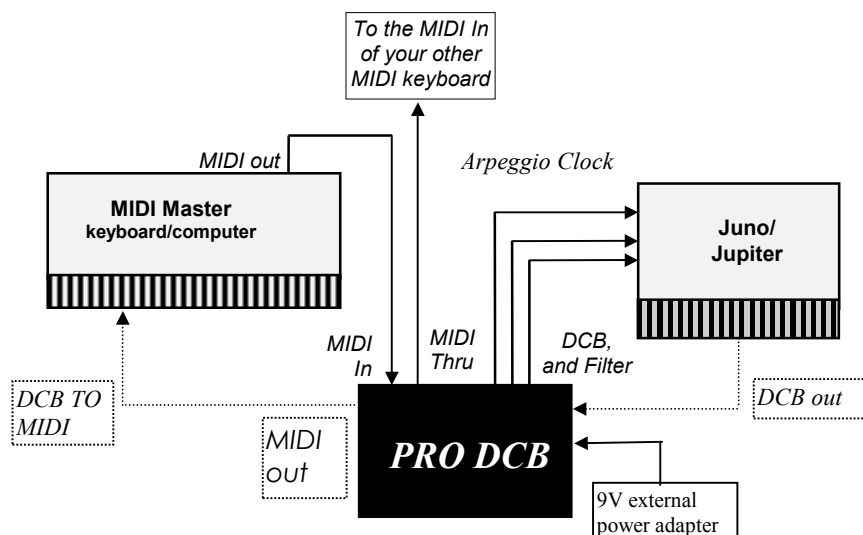 To the MIDI In
of your other
MIDI keyboard
MIDI out
Arpeggio Clock
MIDI Master
keyboard/computer
Juno/
Jupiter
MIDI
In
MIDI
Thru
DCB,
and Filter
DCB TO
MIDI
MIDI
out
PRO DCB
DCB out
9V external
power adapter